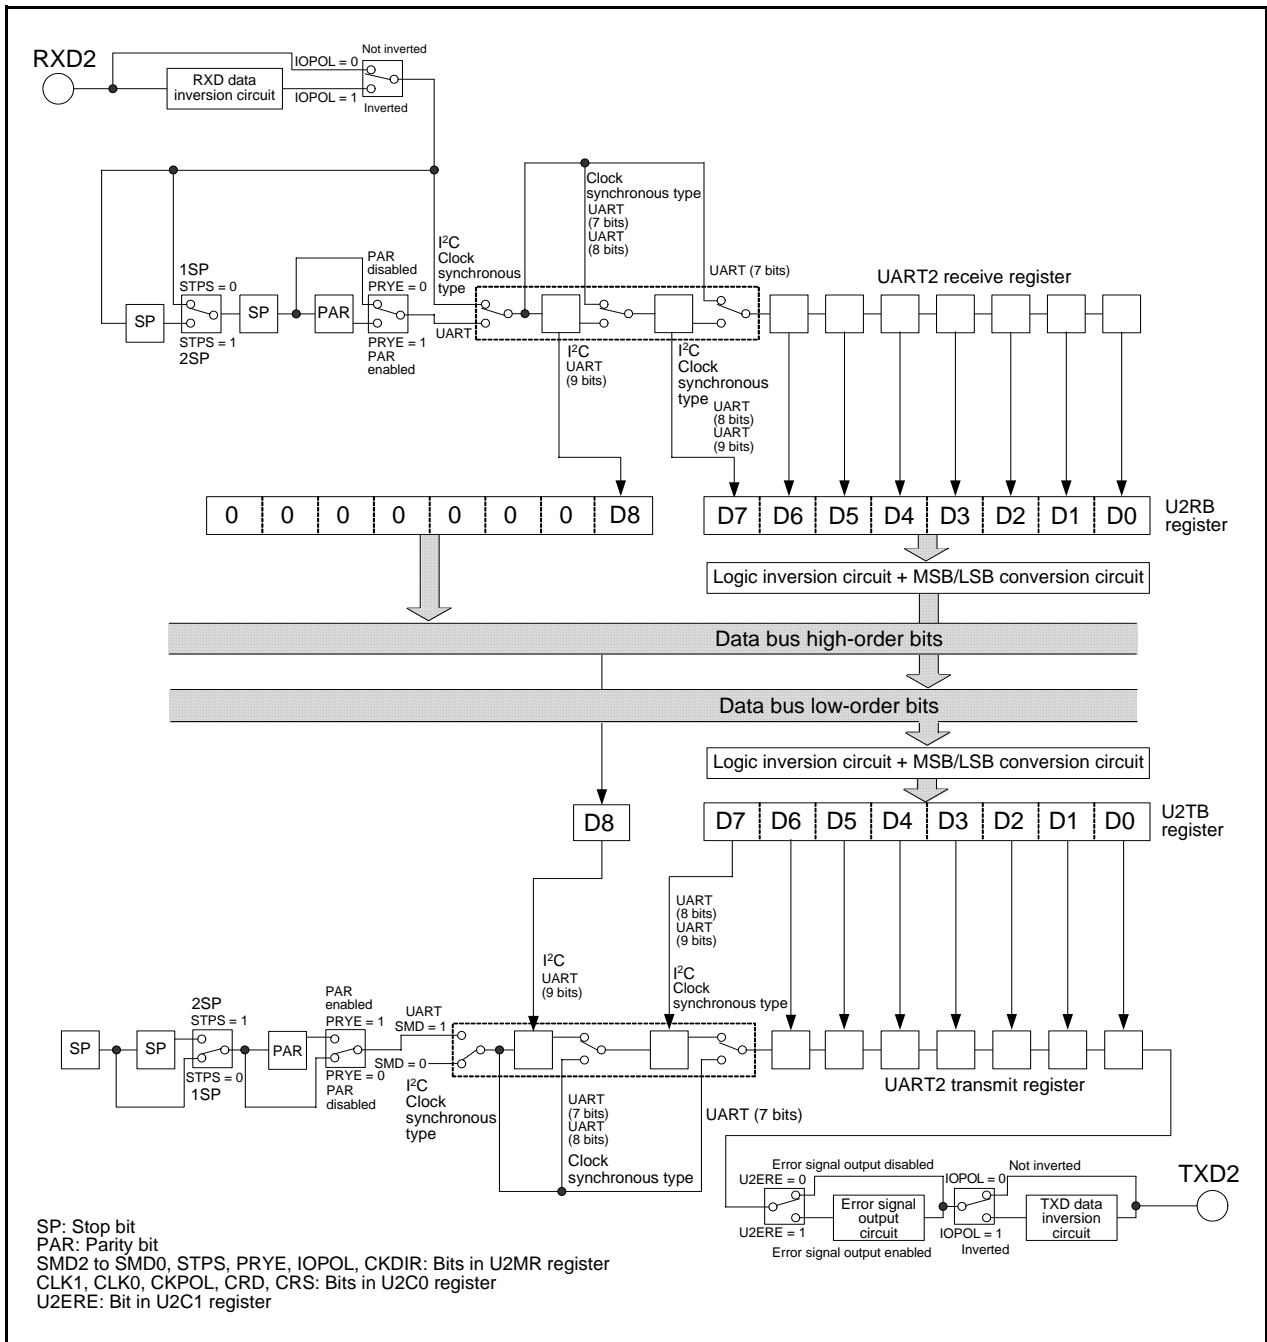 RXD2
IOPOL = 0
Not inverted
RXD data
inversion circuit
IOPOL = 1
Inverted
1SP
STPS = 0
SP
STPS = 1
2SP
SP
PAR
disabled
PRYE = 0
PAR
PRYE = 1
PAR
enabled
I²C
Clock
synchronous
type
UART
Clock
synchronous type
UART
(7 bits)
UART
(8 bits)
UART (7 bits)
UART2 receive register
I²C
UART
(9 bits)
I²C
Clock
synchronous
type
UART
(8 bits)
UART
(9 bits)
0 0 0 0 0 0 0 D8
D7 D6 D5 D4 D3 D2 D1 D0
U2RB
register
Logic inversion circuit + MSB/LSB conversion circuit
Data bus high-order bits
Data bus low-order bits
Logic inversion circuit + MSB/LSB conversion circuit
D8
D7 D6 D5 D4 D3 D2 D1 D0
U2TB
register
I²C
UART
(9 bits)
UART
(8 bits)
UART
(9 bits)
I²C
Clock
synchronous type
SP
SP
2SP
STPS = 1
STPS = 0
1SP
PAR
PAR
enabled
PRYE = 1
PRYE = 0
PAR
disabled
UART
SMD = 1
SMD = 0
I²C
Clock
synchronous
type
UART
(7 bits)
UART
(8 bits)
Clock
synchronous type
UART (7 bits)
UART2 transmit register
Error signal output disabled
U2ERE = 0
Error signal
output
circuit
U2ERE = 1
Error signal output enabled
IOPOL = 0
Not inverted
TXD data
inversion
circuit
IOPOL = 1
Inverted
TXD2
SP: Stop bit
PAR: Parity bit
SMD2 to SMD0, STPS, PRYE, IOPOL, CKDIR: Bits in U2MR register
CLK1, CLK0, CKPOL, CRD, CRS: Bits in U2C0 register
U2ERE: Bit in U2C1 register